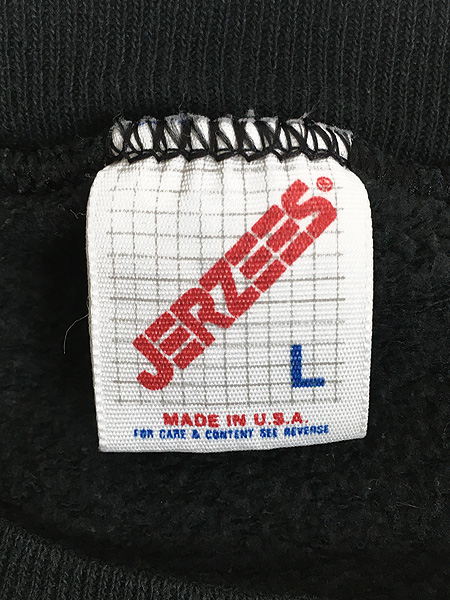 JERZEES®
L
MADE IN U.S.A.
FOR CARE & CONTENT SEE REVERSE